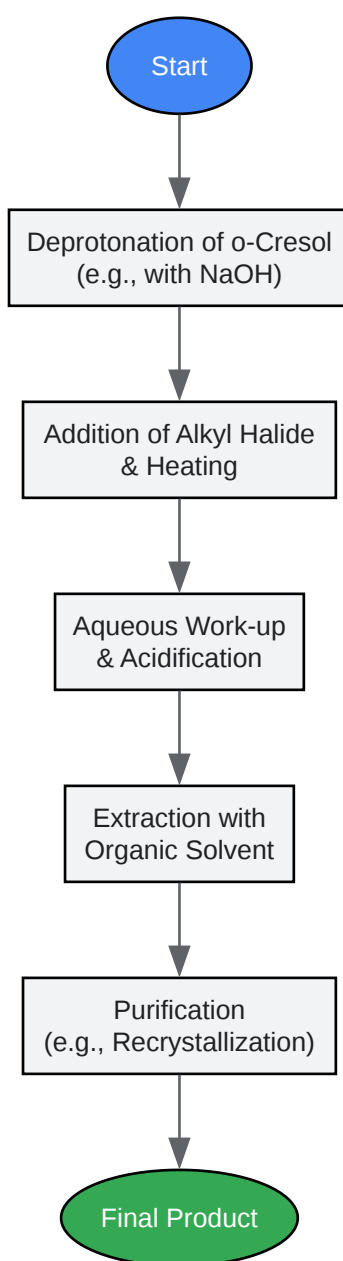 Start
Deprotonation of o-Cresol
(e.g., with NaOH)
Addition of Alkyl Halide
& Heating
Aqueous Work-up
& Acidification
Extraction with
Organic Solvent
Purification
(e.g., Recrystallization)
Final Product